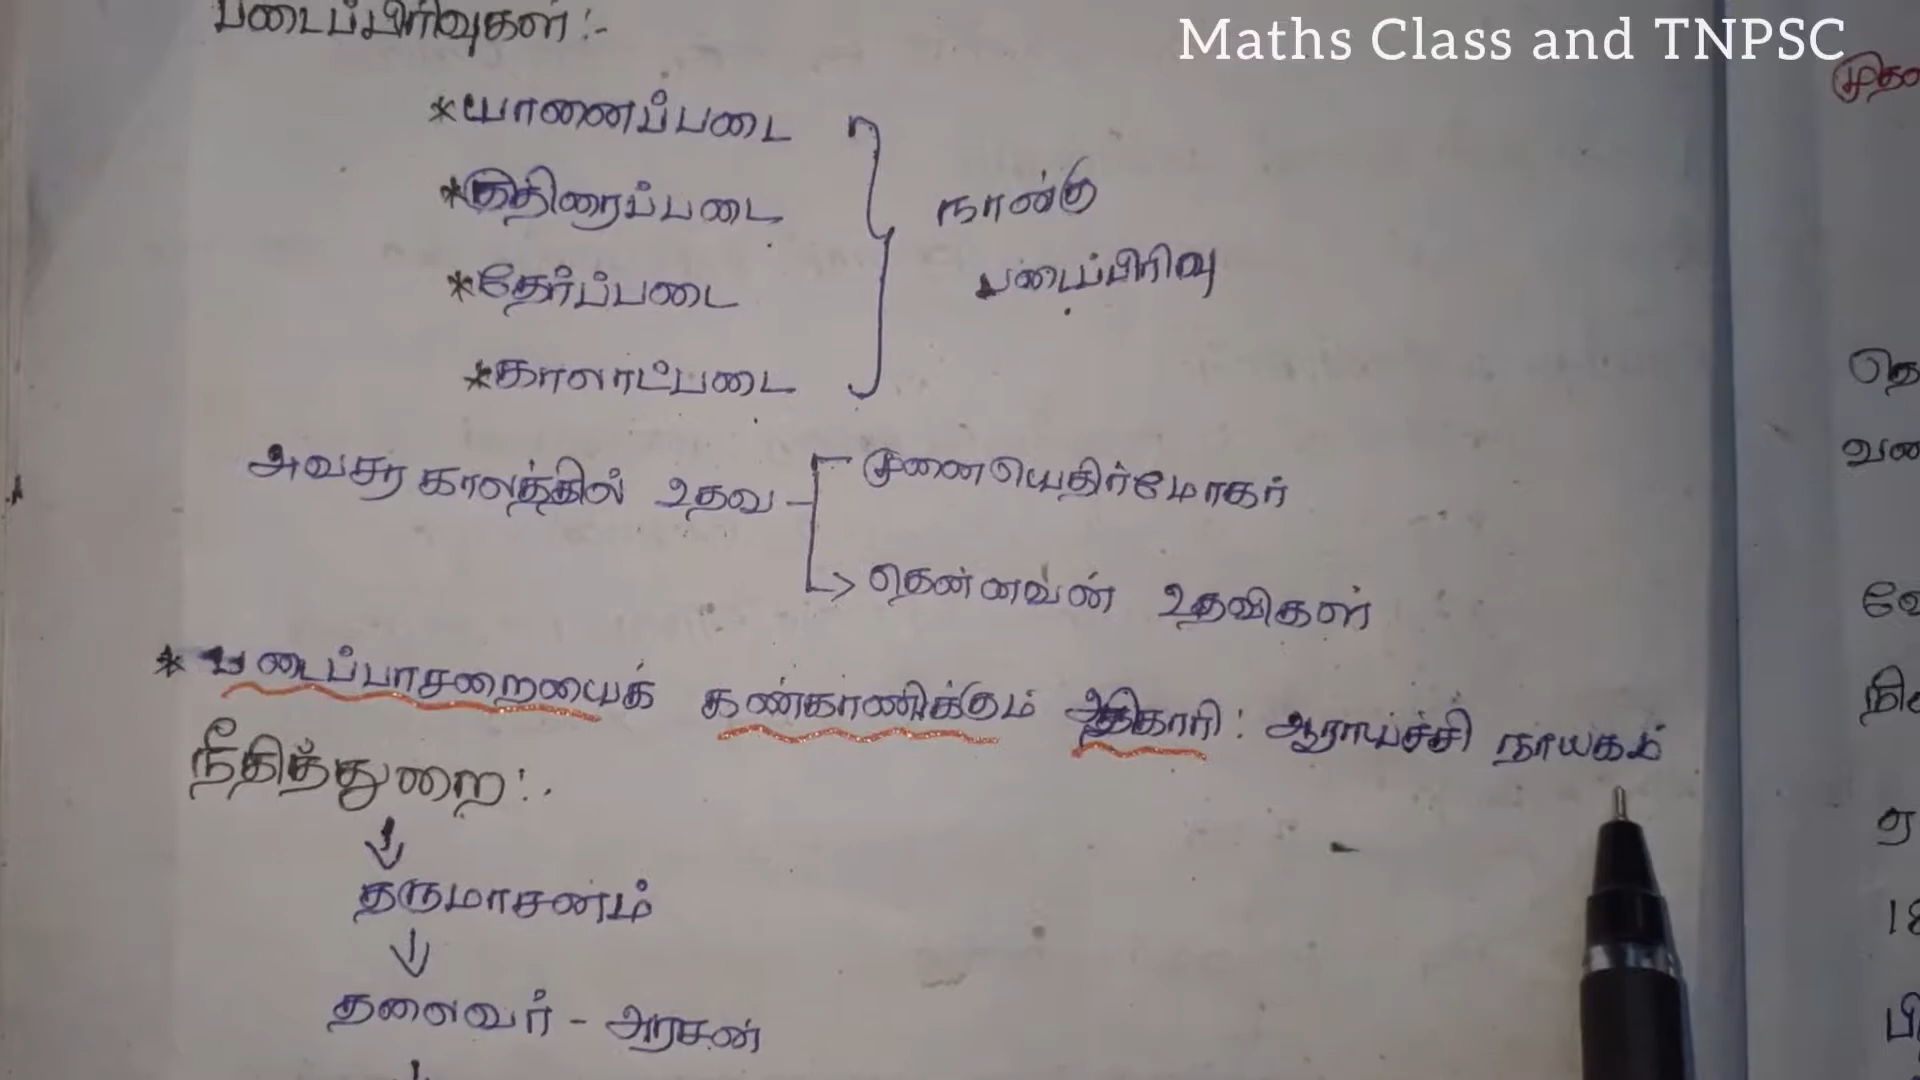 Maths Class and TNPSC
படைப்பிரிவுகள் :-
* யானைப்படை
* குதிரைப்படை
* தேர்ப்படை
* காலாட்படை
நான்கு
படைப்பிரிவு
அவசர காலத்தில் உதவ
முனையெதிர்மோகர்
தென்னவன் உதவிகள்
* படைப்பாசறையைக் கண்காணிக்கும் அதிகாரி : ஆராய்ச்சி நாயகம்
நீதித்துறை :-
தருமாசனம்
தலைவர் - அரசன்